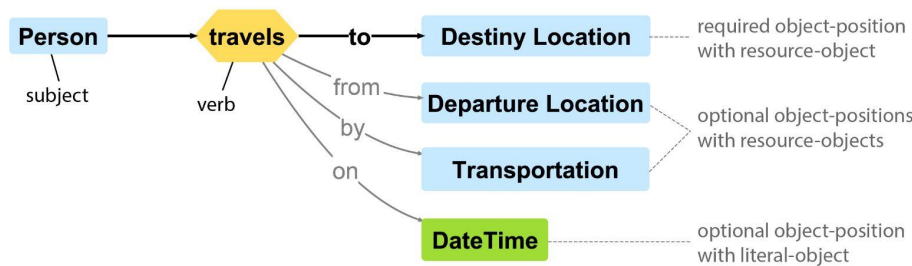 Person
travels
to
Destiny Location
required object-position
with resource-object
subject
verb
from
Departure Location
by
Transportation
optional object-positions
with resource-objects
on
DateTime
optional object-position
with literal-object